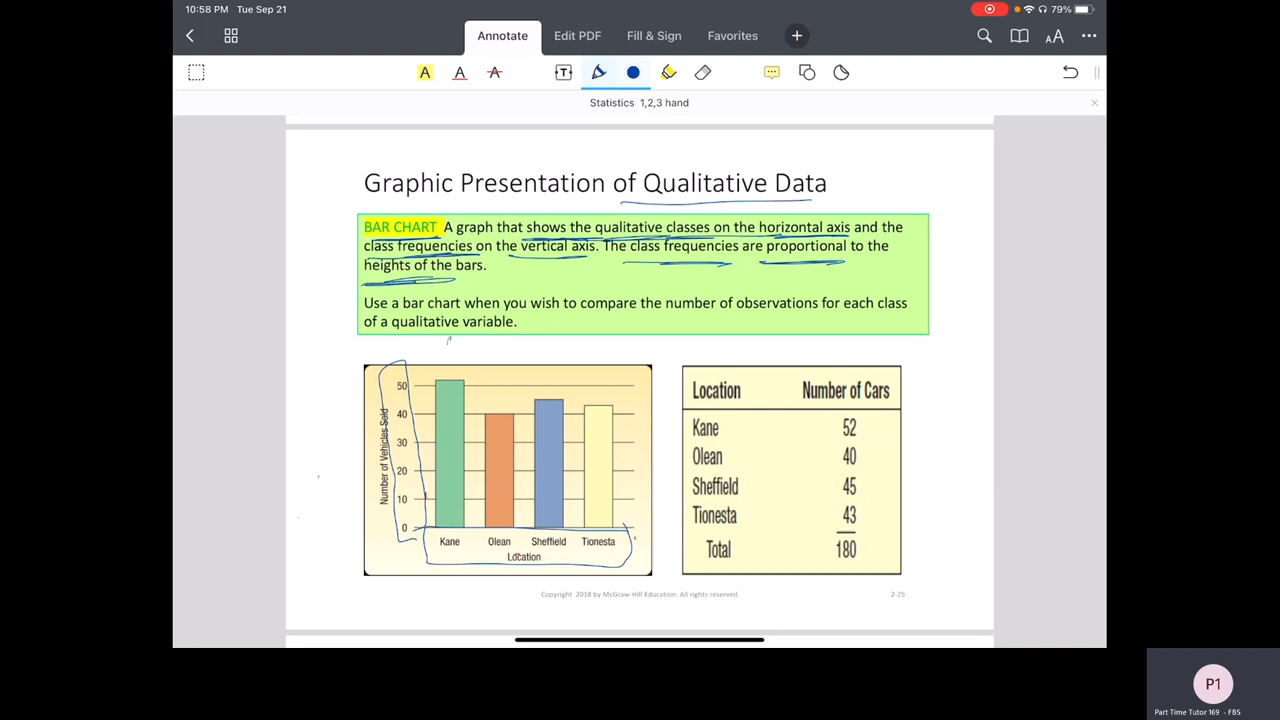 10:58 PM Tue Sep 21
79%
Annotate Edit PDF Fill & Sign Favorites
A A A T AA
Statistics 1,2,3 hand
Graphic Presentation of Qualitative Data
BAR CHART A graph that shows the qualitative classes on the horizontal axis and the
class frequencies on the vertical axis. The class frequencies are proportional to the
heights of the bars.
Use a bar chart when you wish to compare the number of observations for each class
of a qualitative variable.
Number of Vehicles Sold
50
40
30
20
10
0
Kane Olean Sheffield Tionesta
Location
Location Number of Cars
Kane 52
Olean 40
Sheffield 45
Tionesta 43
Total 180
Copyright 2018 by McGraw-Hill Education. All rights reserved.
2-25
P1
Part Time Tutor 169 - FBS